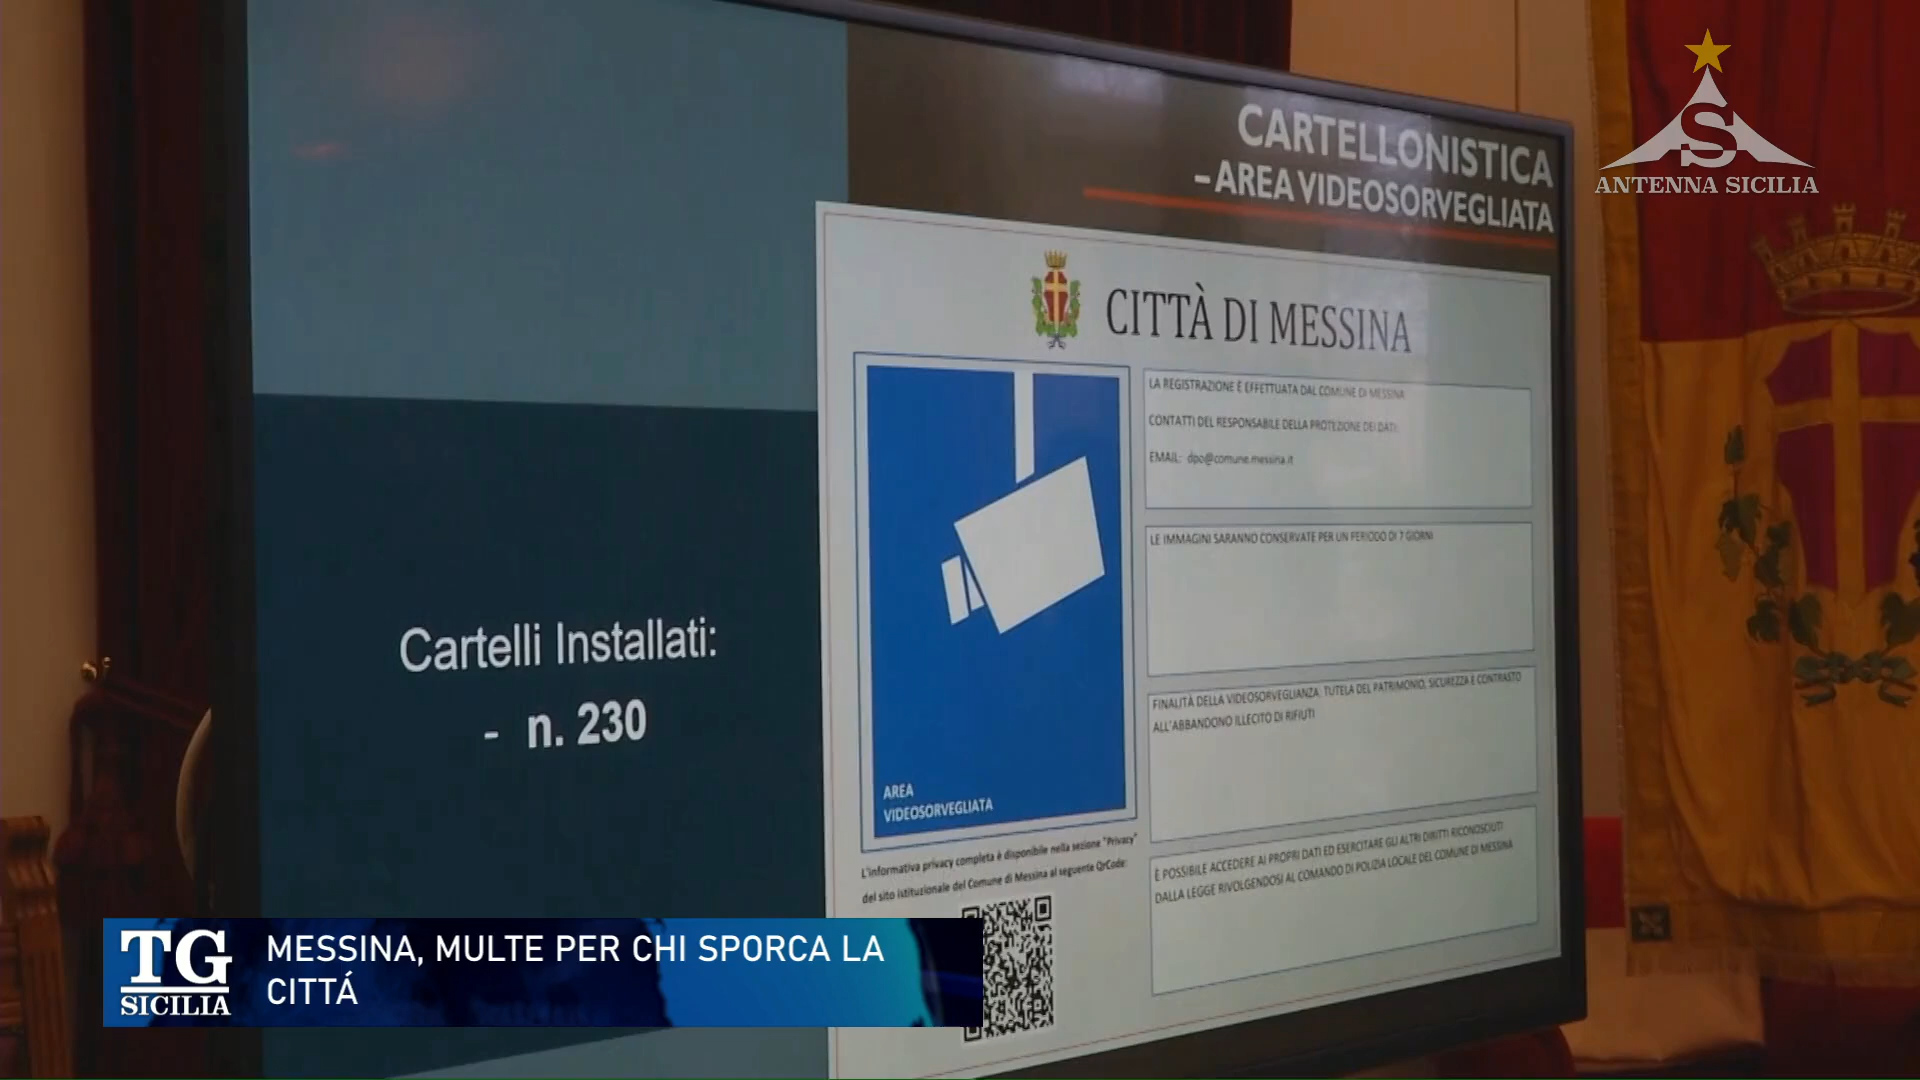 CARTELLONISTICA
– AREA VIDEOSORVEGLIATA
S
ANTENNA SICILIA
CITTÀ DI MESSINA
LA REGISTRAZIONE È EFFETTUATA DAL COMUNE DI MESSINA
CONTATTI DEL RESPONSABILE DELLA PROTEZIONE DEI DATI:
EMAIL: dpo@comune.messina.it
LE IMMAGINI SARANNO CONSERVATE PER UN PERIODO DI 7 GIORNI
FINALITÀ DELLA VIDEOSORVEGLIANZA: TUTELA DEL PATRIMONIO, SICUREZZA E CONTRASTO
ALL'ABBANDONO ILLECITO DI RIFIUTI
È POSSIBILE ACCEDERE AI PROPRI DATI ED ESERCITARE GLI ALTRI DIRITTI RICONOSCIUTI
DALLA LEGGE RIVOLGENDOSI AL COMANDO DI POLIZIA LOCALE DEL COMUNE DI MESSINA
AREA
VIDEOSORVEGLIATA
L'informativa privacy completa è disponibile nella sezione "Privacy"
del sito istituzionale del Comune di Messina al seguente QrCode:
Cartelli Installati:
- n. 230
TG
SICILIA
MESSINA, MULTE PER CHI SPORCA LA
CITTÁ